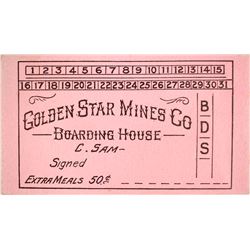 1 2 3 4 5 6 7 8 9 10 11 12 13 14 15
16 17 18 19 20 21 22 23 24 25 26 27 28 29 30 31
GOLDEN STAR MINES CO
BOARDING HOUSE
C. SAM-
Signed
EXTRA MEALS 50.¢
B
D
S